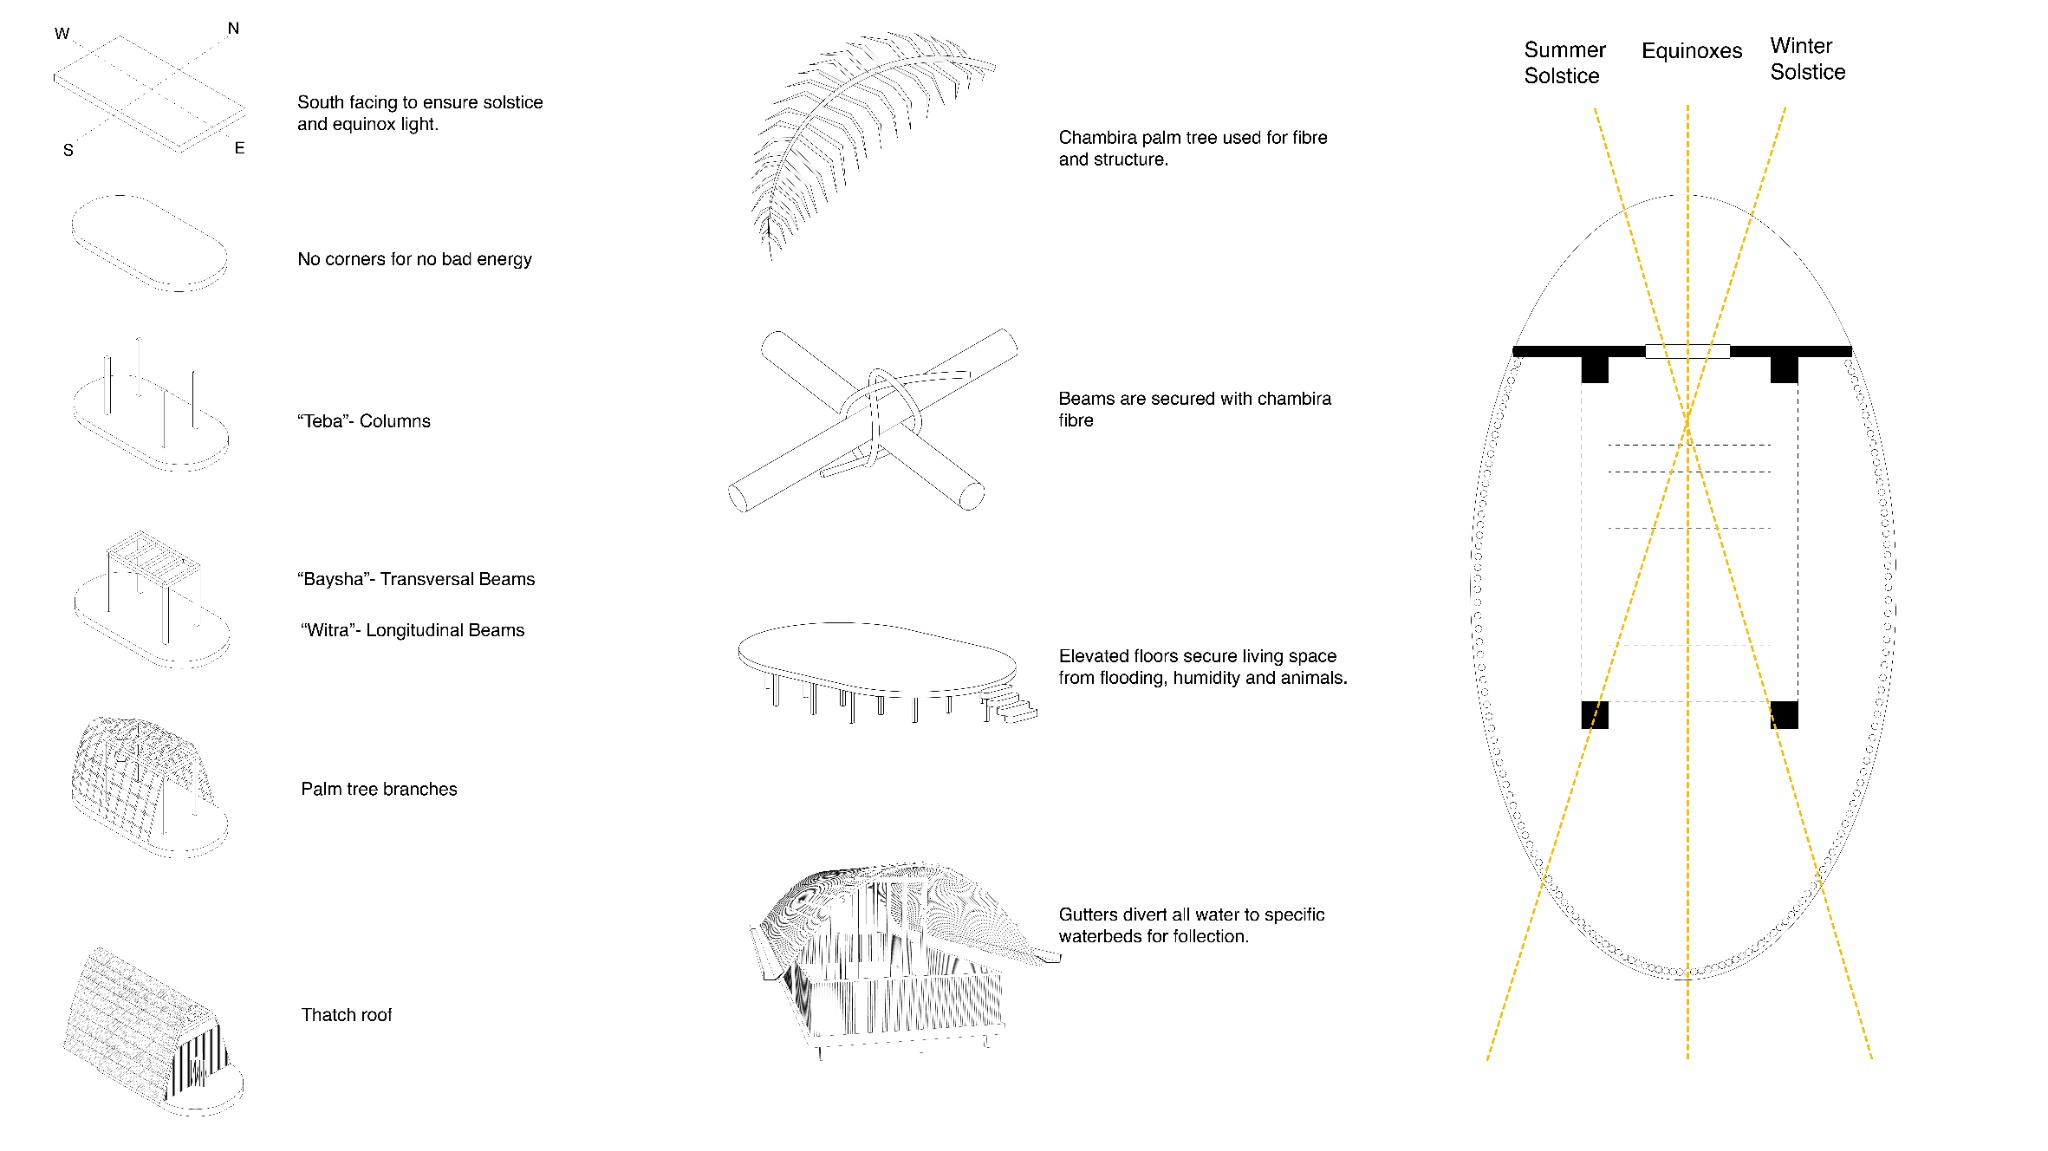 W
N
S
E
South facing to ensure solstice
and equinox light.
No corners for no bad energy
“Teba”- Columns
“Baysha”- Transversal Beams
“Witra”- Longitudinal Beams
Palm tree branches
Thatch roof
Chambira palm tree used for fibre
and structure.
Beams are secured with chambira
fibre
Elevated floors secure living space
from flooding, humidity and animals.
Gutters divert all water to specific
waterbeds for follection.
Summer
Solstice
Equinoxes
Winter
Solstice